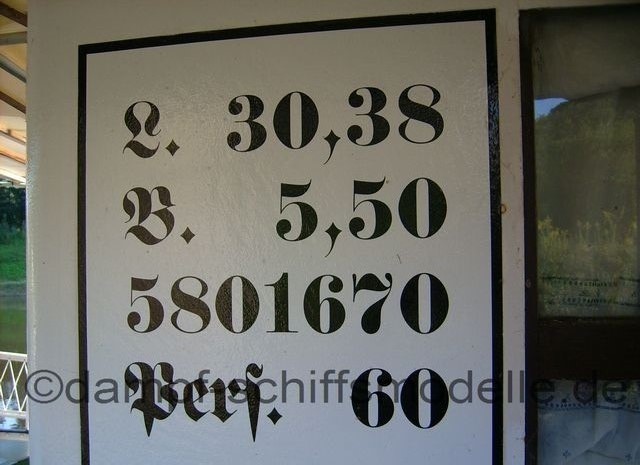 L. 30,38
B. 5,50
5801670
Perſ. 60
©dampfschiffsmodelle.de